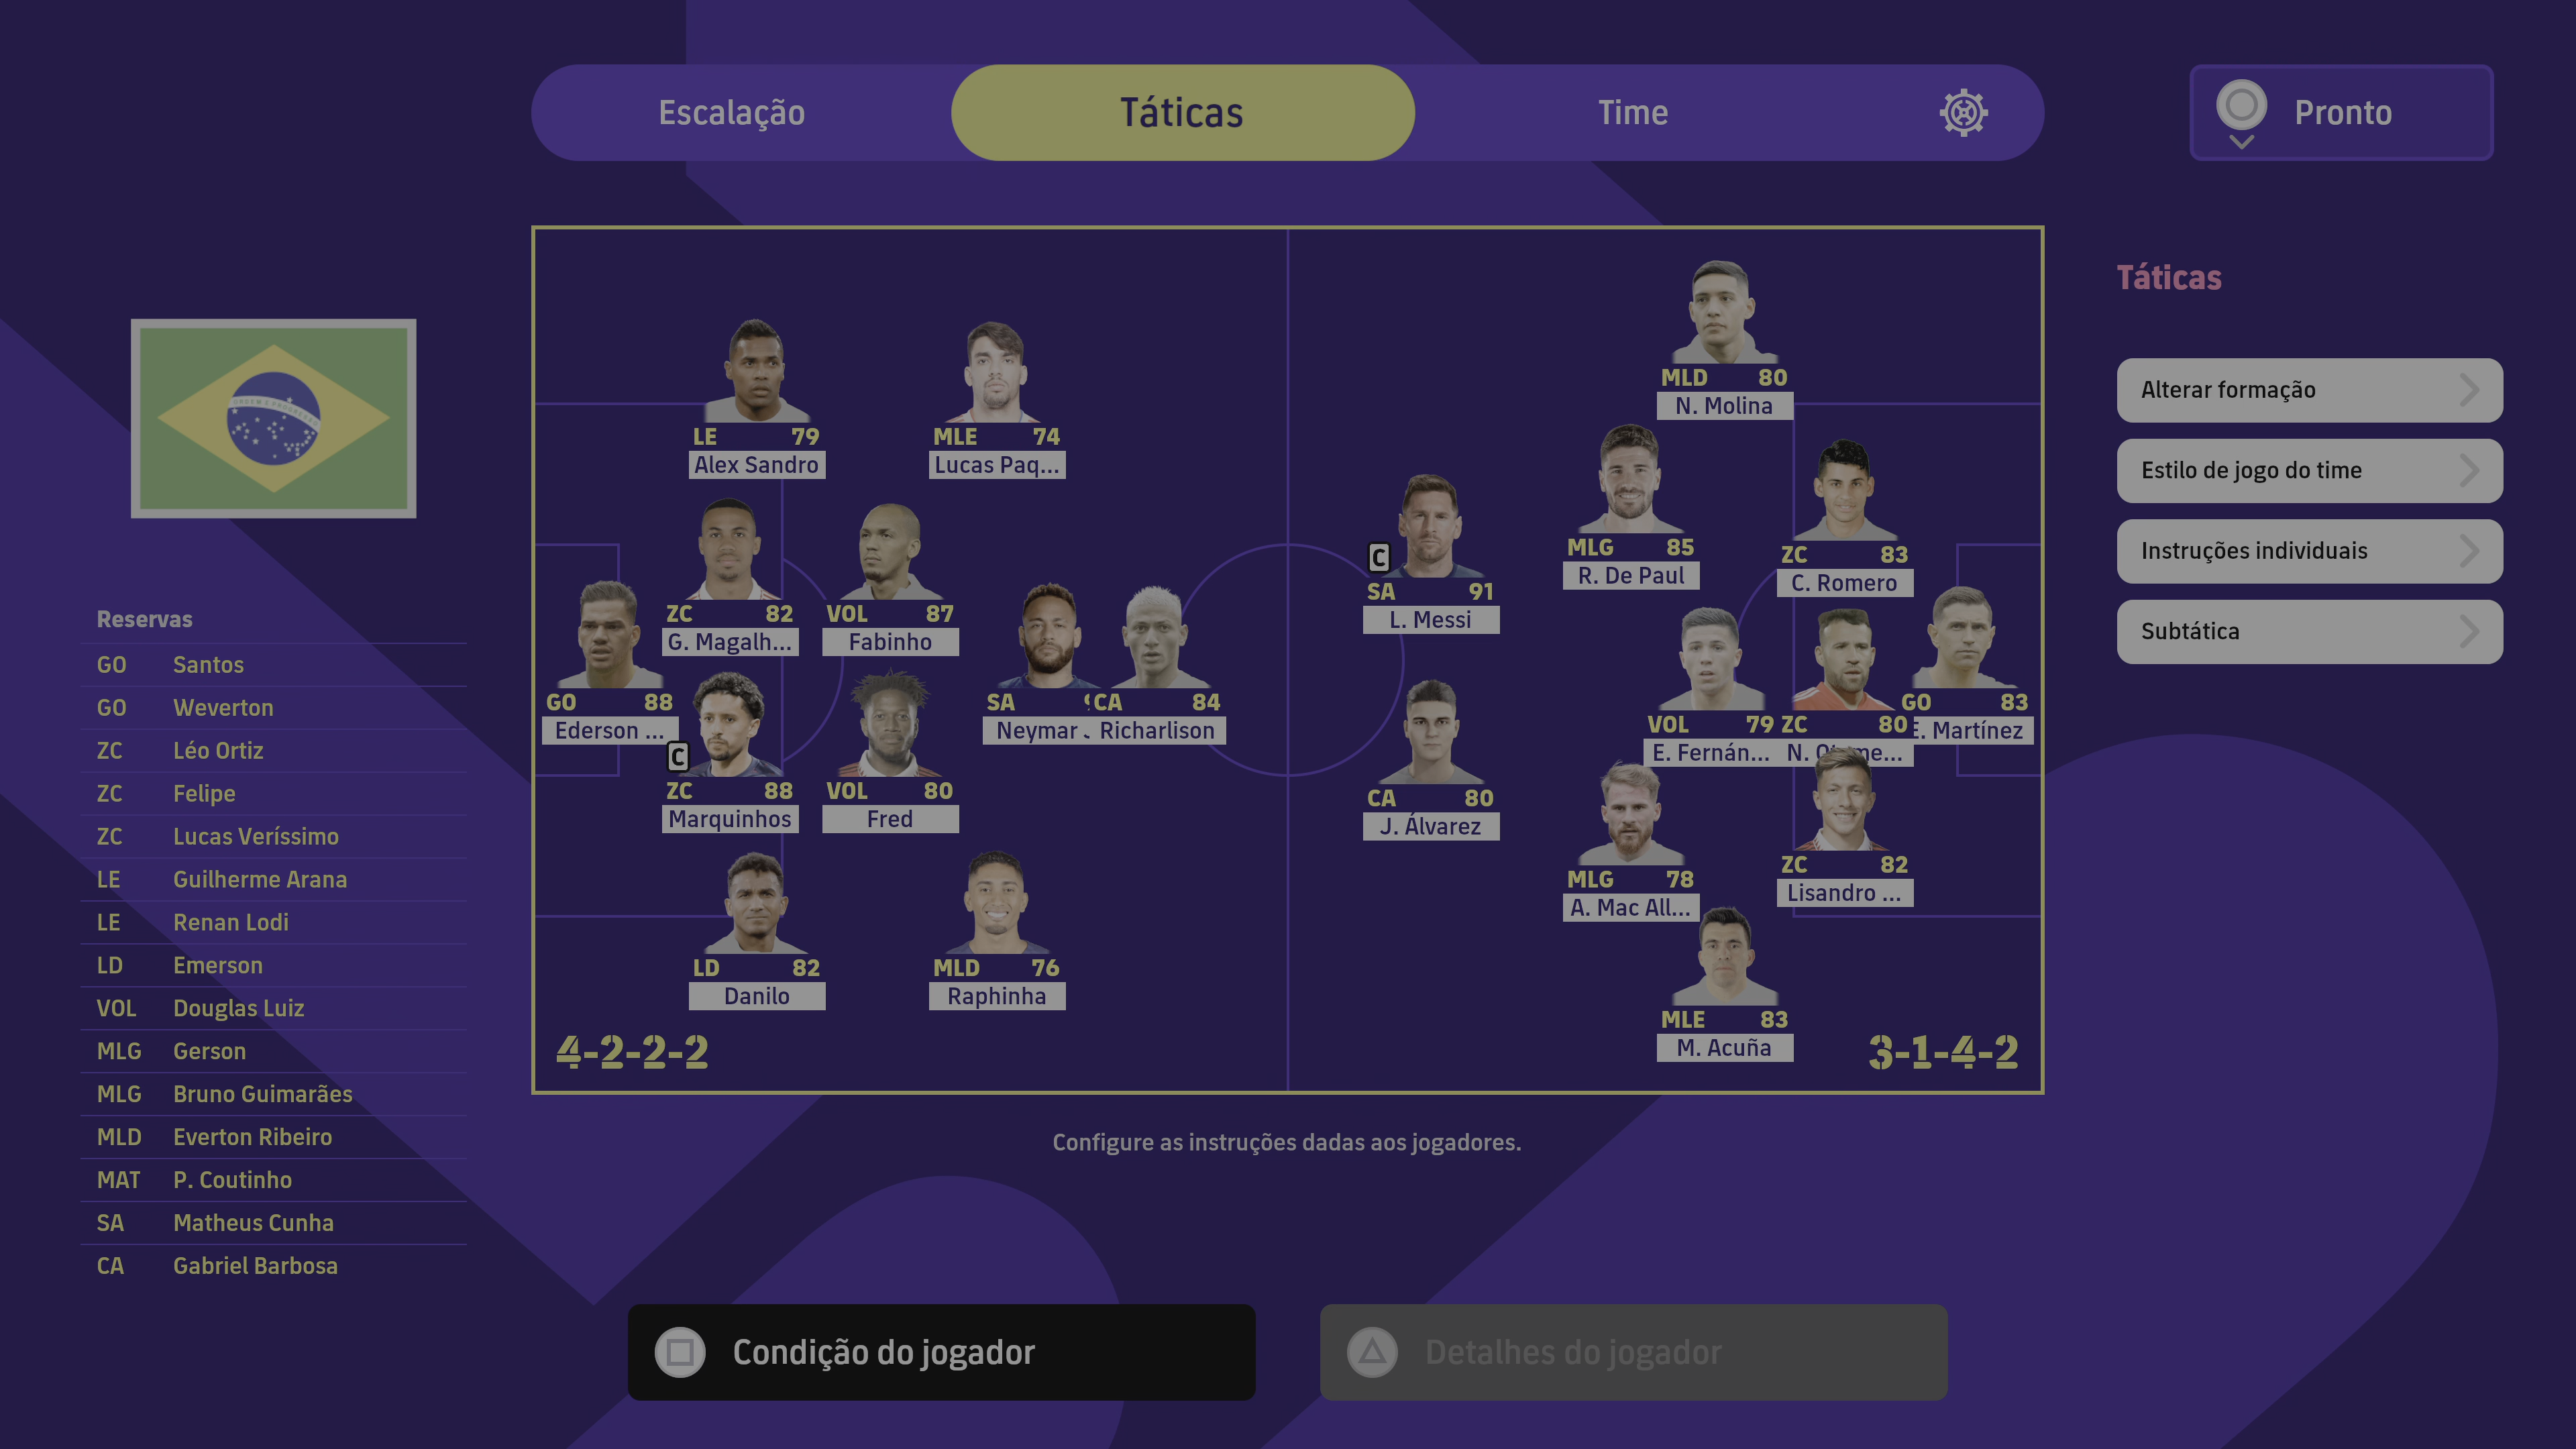 Escalação
Táticas
Time
Pronto
Táticas
Alterar formação
Estilo de jogo do time
Instruções individuais
Subtática
Reservas
GO Santos
GO Weverton
ZC Léo Ortiz
ZC Felipe
ZC Lucas Veríssimo
LE Guilherme Arana
LE Renan Lodi
LD Emerson
VOL Douglas Luiz
MLG Gerson
MLG Bruno Guimarães
MLD Everton Ribeiro
MAT P. Coutinho
SA Matheus Cunha
CA Gabriel Barbosa
LE 79
Alex Sandro
MLE 74
Lucas Paq...
ZC 82
G. Magalh...
VOL 87
Fabinho
GO 88
Ederson ...
C
ZC 88
Marquinhos
VOL 80
Fred
SA
Neymar
CA 84
Richarlison
LD 82
Danilo
MLD 76
Raphinha
4-2-2-2
MLD 80
N. Molina
MLG 85
R. De Paul
ZC 83
C. Romero
C
SA 91
L. Messi
VOL 79
E. Fernán...
ZC 80
N.
GO 83
E. Martínez
CA 80
J. Álvarez
MLG 78
A. Mac All...
ZC 82
Lisandro ...
MLE 83
M. Acuña
3-1-4-2
Configure as instruções dadas aos jogadores.
Condição do jogador
Detalhes do jogador